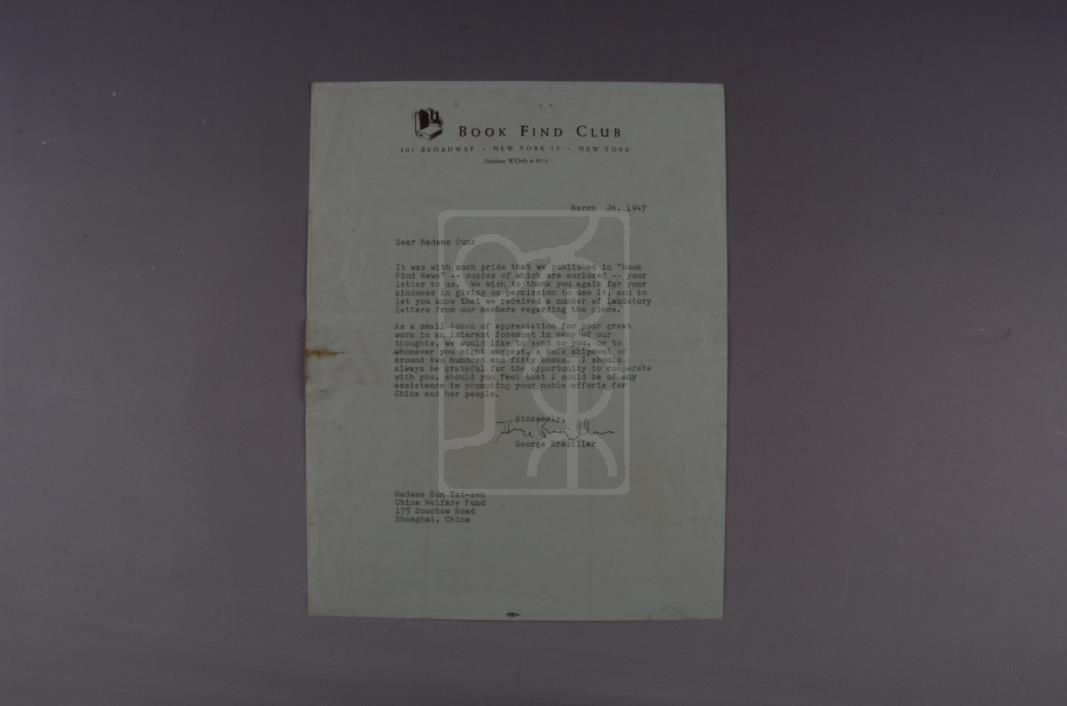 BOOK FIND CLUB
401 BROADWAY · NEW YORK 13 · NEW YORK
Telephone WOrth 4-
March 26, 1947
Dear Madame Sun:
It was with much pride that we published in "Book
Find News" -- copies of which are enclosed -- your
letter to us. We wish to thank you again for your
kindness in giving us permission to use it, and to
let you know that we received a number of laudatory
letters from our members regarding the piece.
As a small token of appreciation for your great
work in an interest foremost in many of our
thoughts, we would like to send to you, or to
whomever you might suggest, a bulk shipment of
around two hundred and fifty books. I should
always be grateful for the opportunity to cooperate
with you, should you feel that I could be of any
assistance in promoting your noble efforts for
China and her people.
Sincerely,
George Braziller
George Braziller
Madame Sun Yat-sen
China Welfare Fund
175 Soochow Road
Shanghai, China